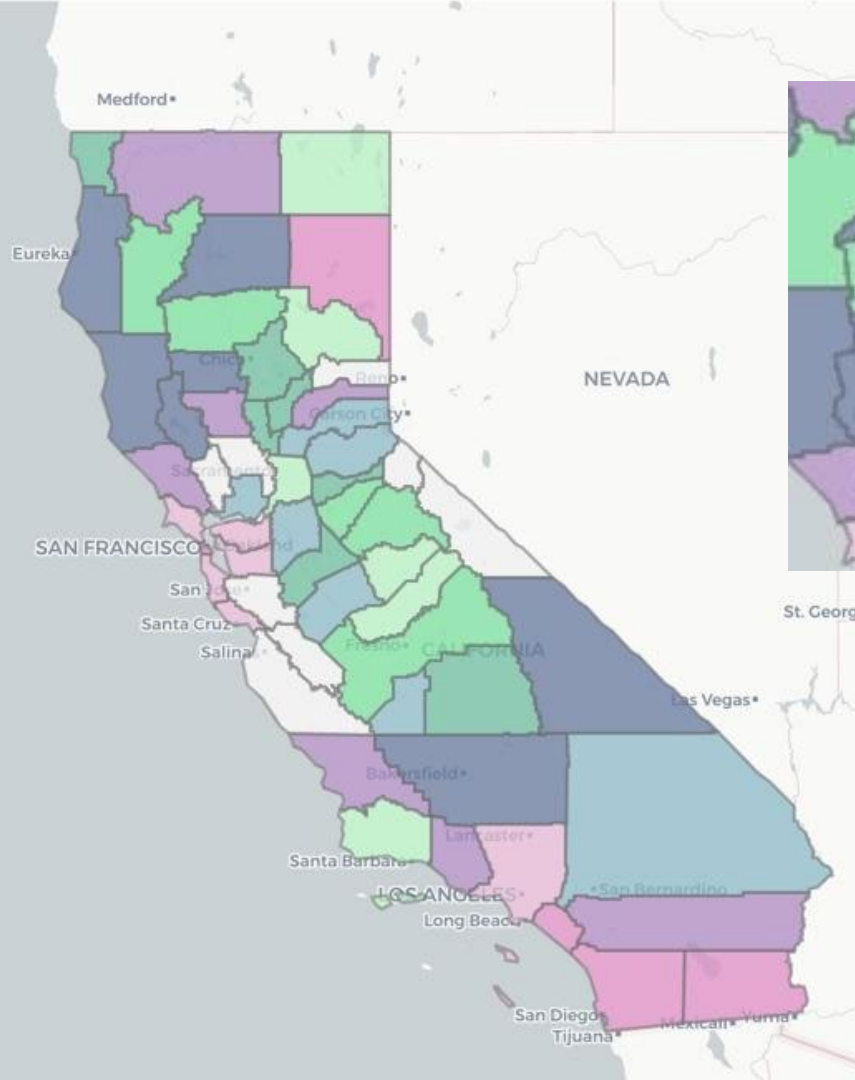 Medford
Eureka
Chico
Reno
NEVADA
Carson City
Sacramento
SAN FRANCISCO
Oakland
San Jose
St. Georg
Santa Cruz
Salinas
Fresno
CALIFORNIA
Las Vegas
Bakersfield
Lancaster
Santa Barbara
San Bernardino
LOS ANGELES
Long Beach
San Diego
Mexicali
Yuma
Tijuana